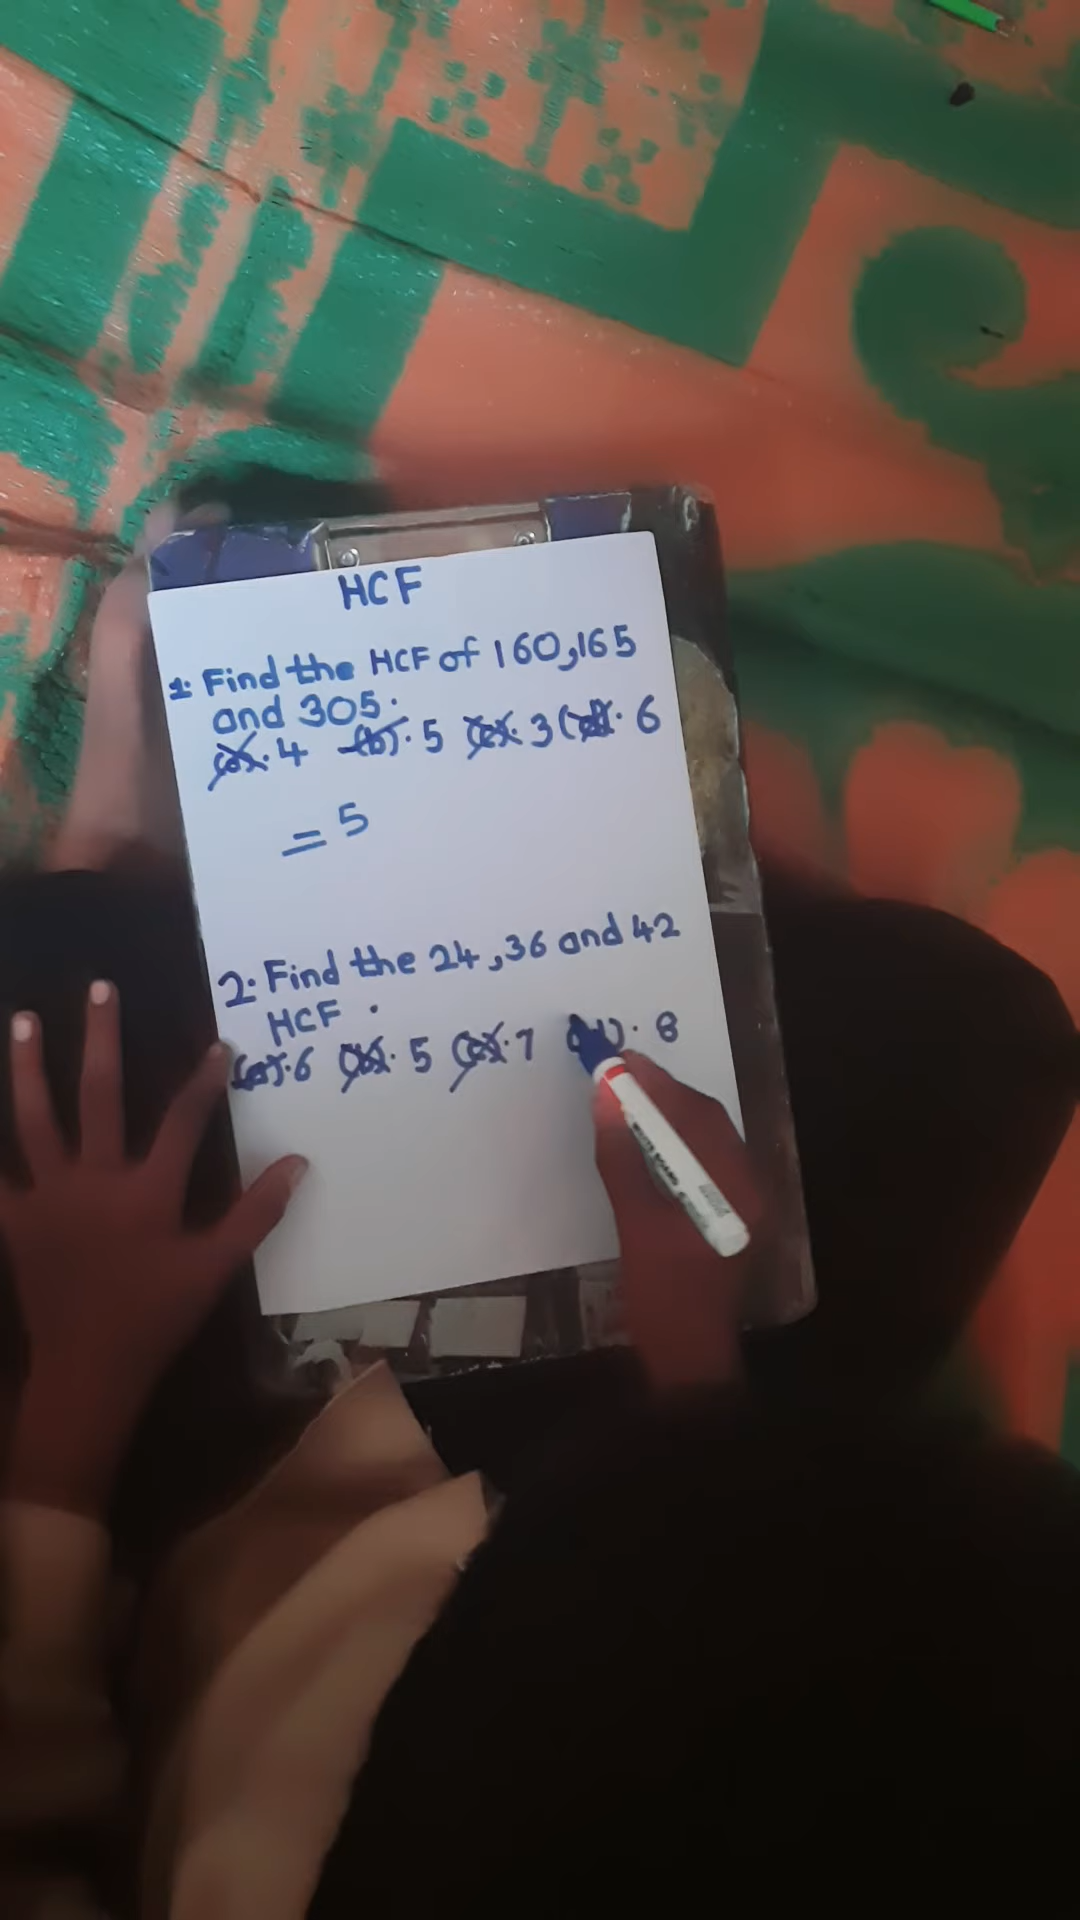 HCF
1. Find the HCF of 160,165
and 305.
(a). 4 (b). 5 (c). 3 (d). 6
= 5
2. Find the 24,36 and 42
HCF .
(a). 6 (b). 5 (c). 7 8